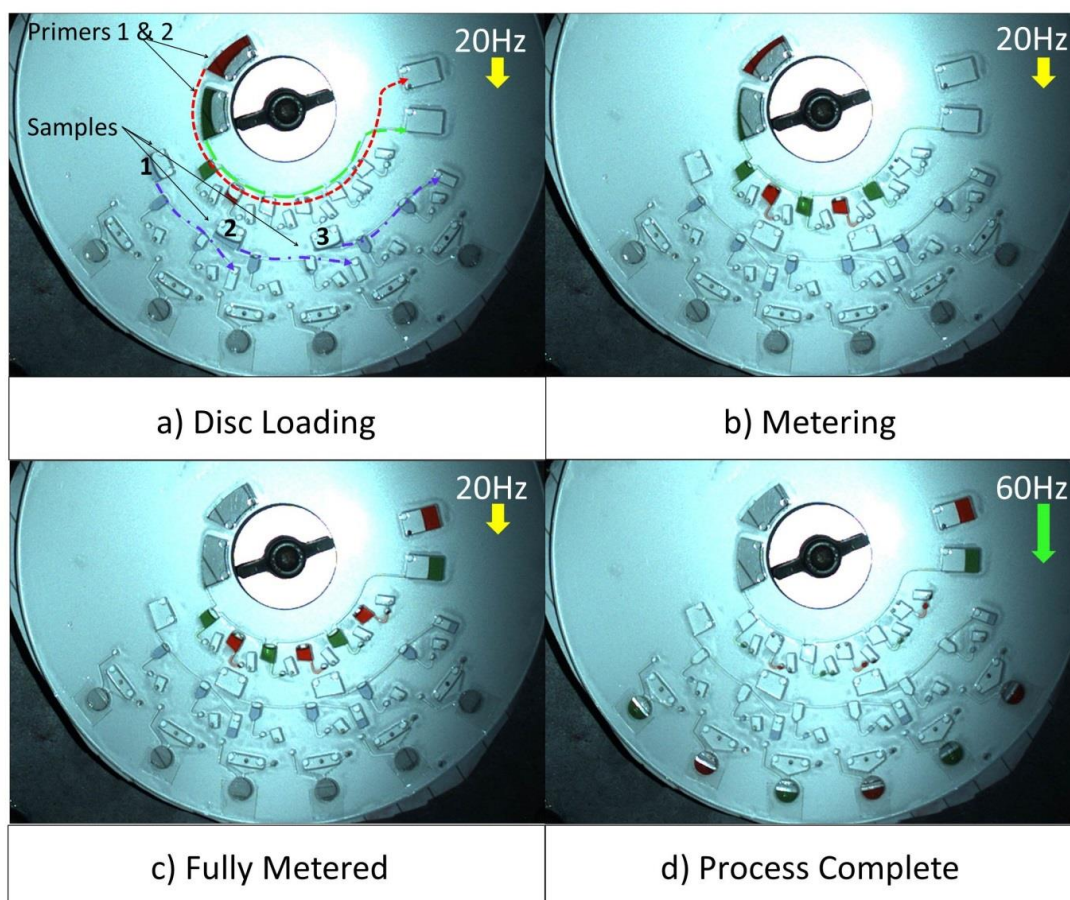 Primers 1 & 2
20Hz
Samples
1
2
3
20Hz
a) Disc Loading
b) Metering
20Hz
60Hz
c) Fully Metered
d) Process Complete